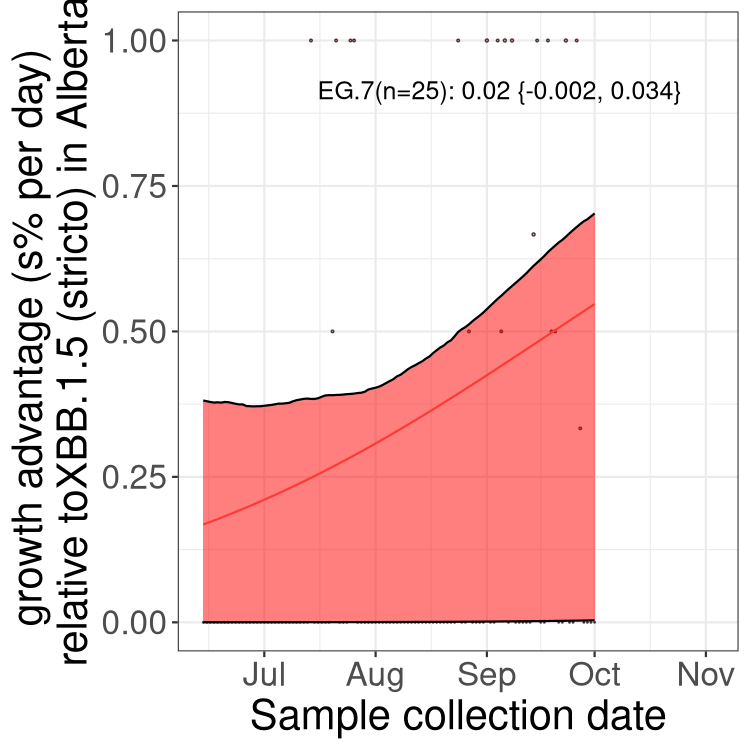 growth advantage (s% per day)
relative toXBB.1.5 (stricto) in Alberta
1.00
0.75
0.50
0.25
0.00
EG.7(n=25): 0.02 {-0.002, 0.034}
Jul Aug Sep Oct Nov
Sample collection date